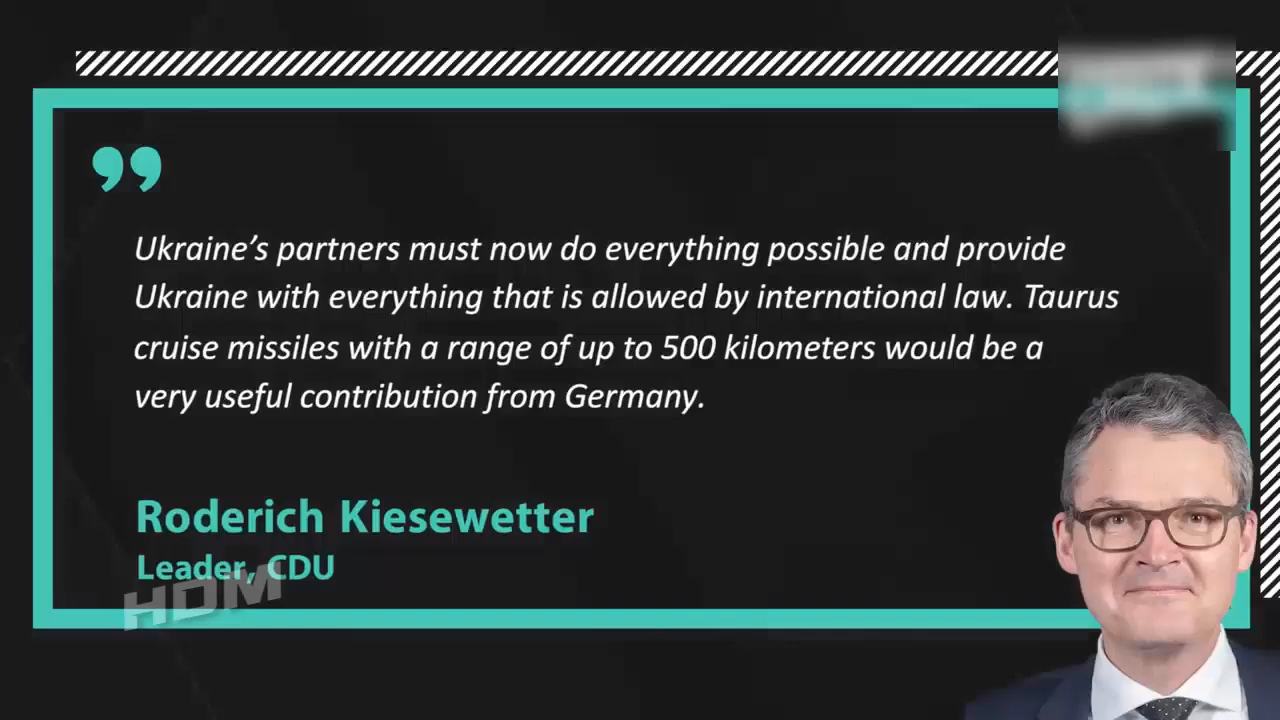 ”
Ukraine’s partners must now do everything possible and provide
Ukraine with everything that is allowed by international law. Taurus
cruise missiles with a range of up to 500 kilometers would be a
very useful contribution from Germany.
Roderich Kiesewetter
Leader, CDU
HDM